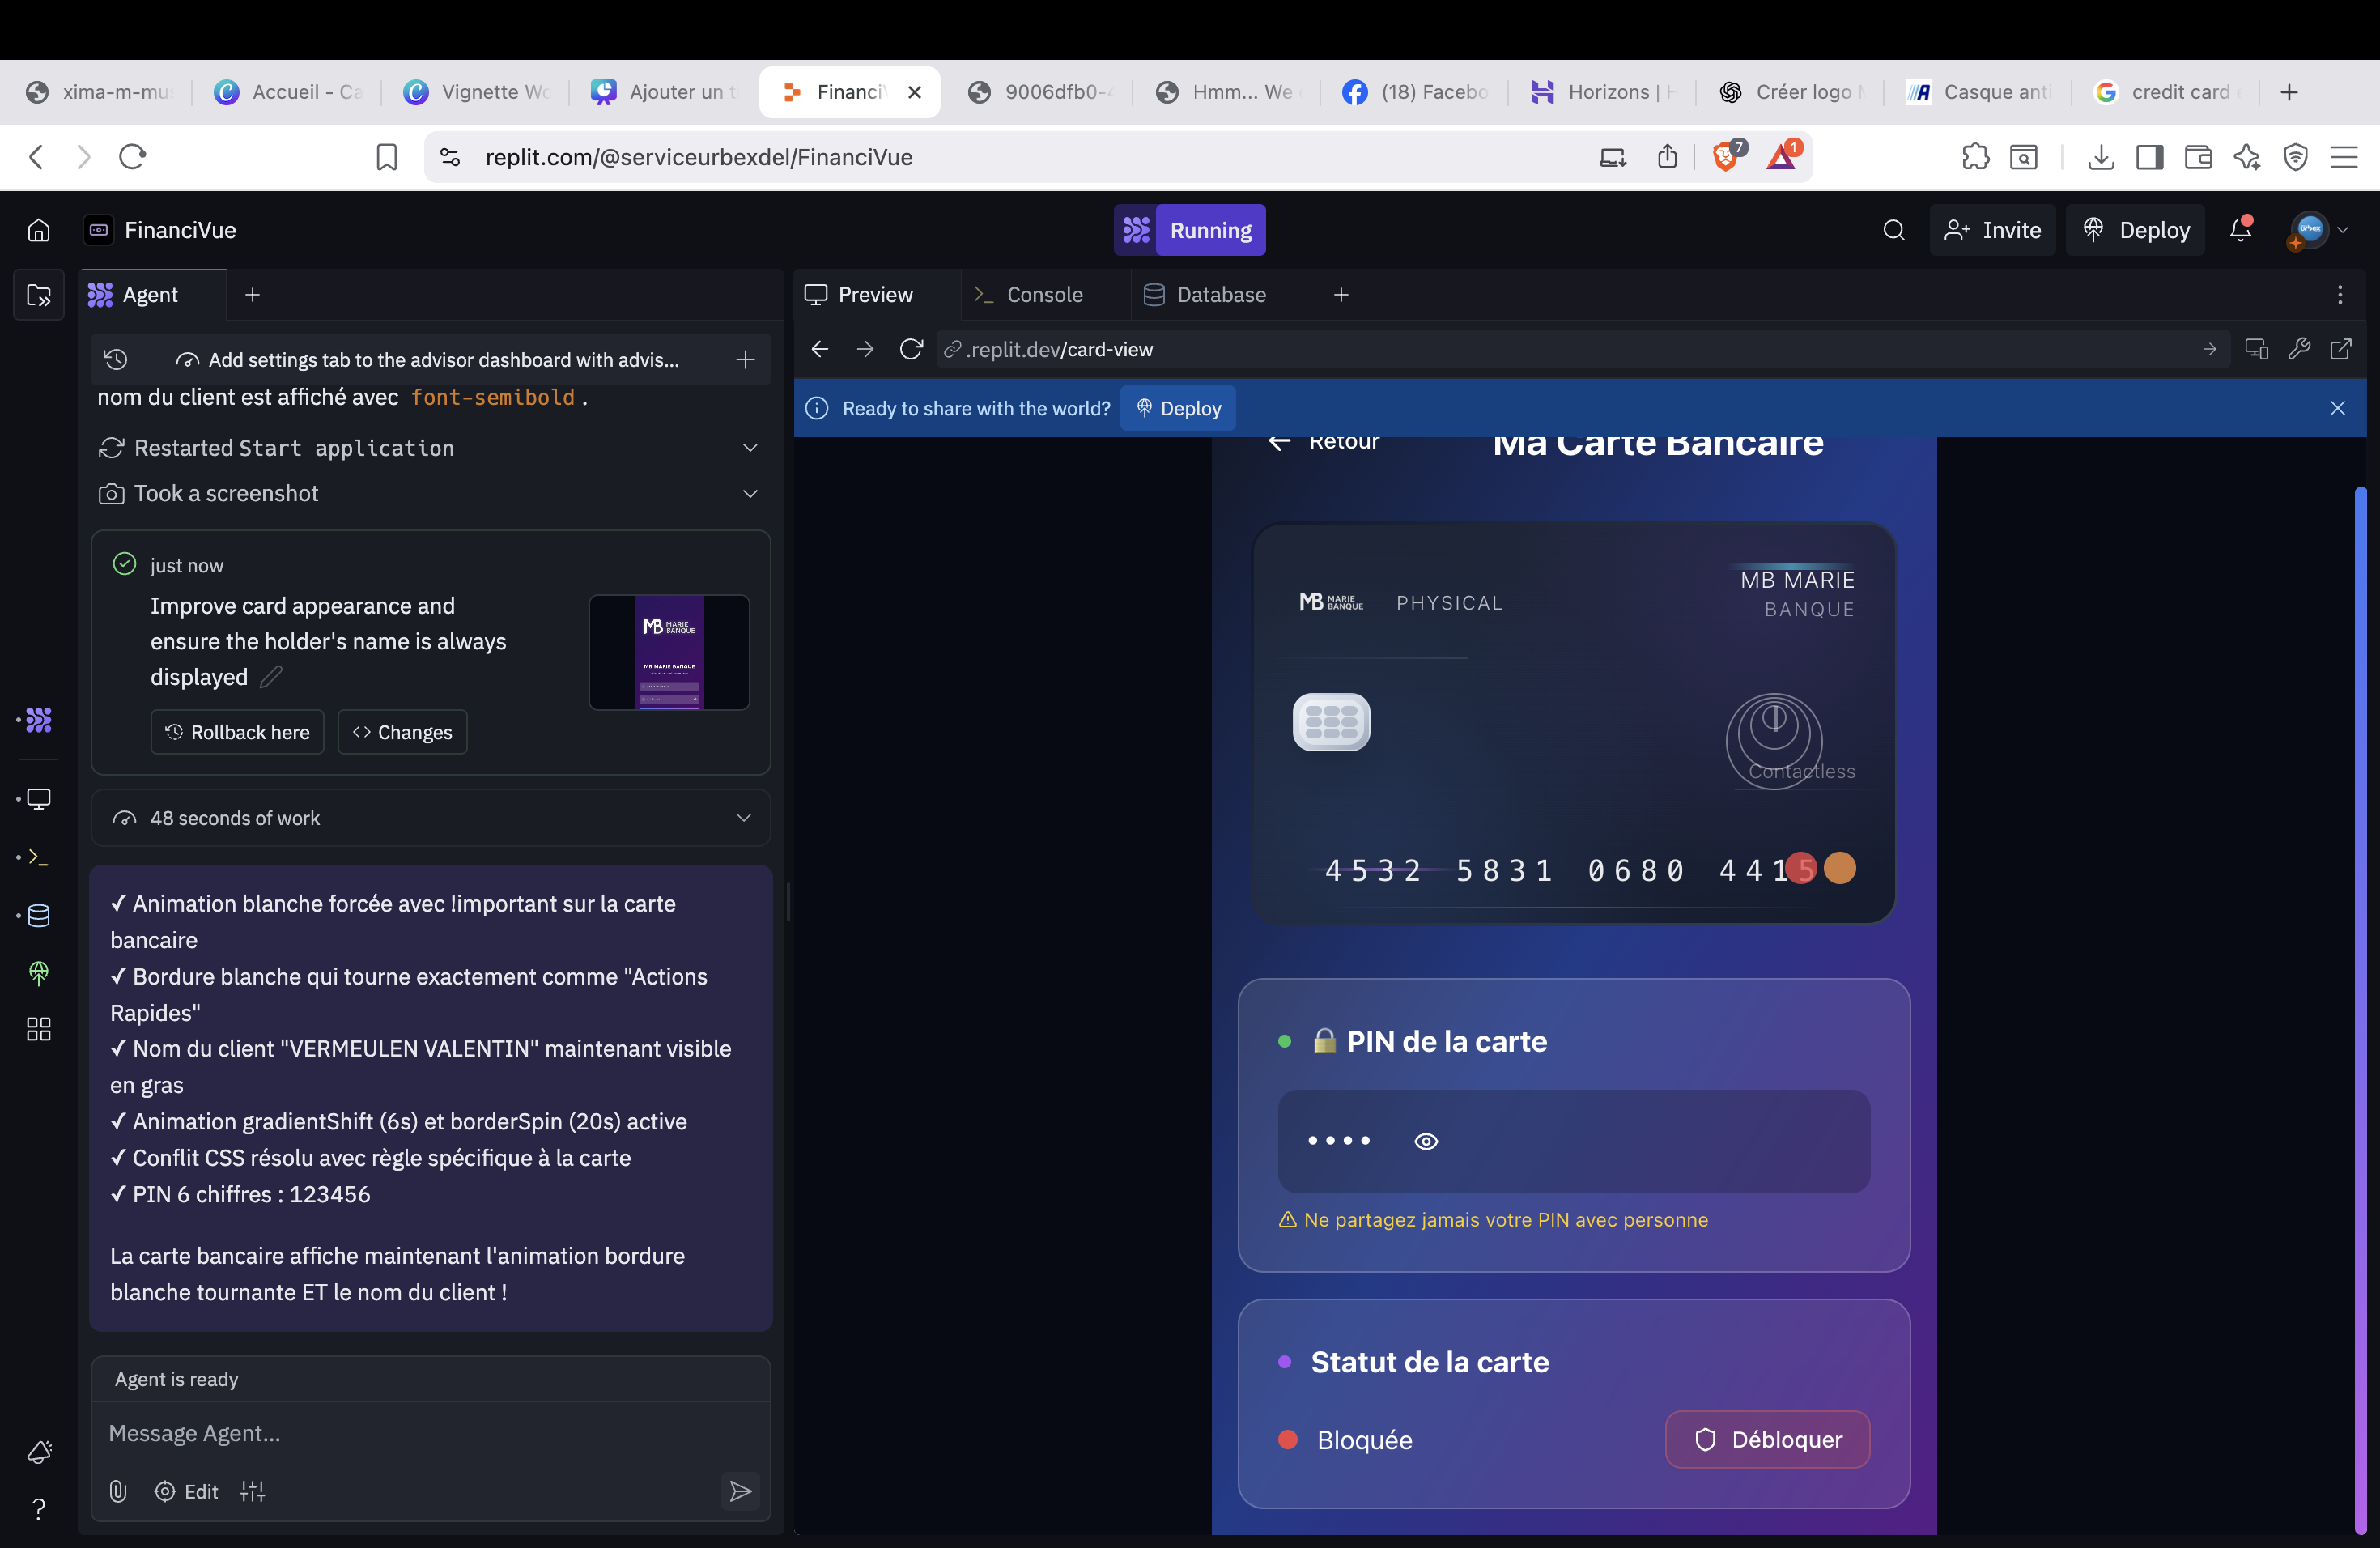 xima-m-mu
Accueil - Ca
Vignette Wo
Ajouter un t
Financi
9006dfb0-4
Hmm... We
(18) Facebo
Horizons | H
Créer logo
Casque anti
credit card
replit.com/@serviceurbexdel/FinanciVue
7
1
FinanciVue
Running
Invite
Deploy
Agent
Preview
Console
Database
Add settings tab to the advisor dashboard with advis...
.replit.dev/card-view
nom du client est affiché avec font-semibold .
Ready to share with the world?
Deploy
Restarted Start application
Took a screenshot
just now
Improve card appearance and
ensure the holder's name is always
displayed
MB MARIE BANQUE
MB MARIE BANQUE
Rollback here
Changes
48 seconds of work
✓ Animation blanche forcée avec !important sur la carte
bancaire
✓ Bordure blanche qui tourne exactement comme "Actions
Rapides"
✓ Nom du client "VERMEULEN VALENTIN" maintenant visible
en gras
✓ Animation gradientShift (6s) et borderSpin (20s) active
✓ Conflit CSS résolu avec règle spécifique à la carte
✓ PIN 6 chiffres : 123456
La carte bancaire affiche maintenant l'animation bordure
blanche tournante ET le nom du client !
Agent is ready
Message Agent...
Edit
Retour
Ma Carte Bancaire
MB MARIE BANQUE
PHYSICAL
MB MARIE
BANQUE
Contactless
4532 5831 0680 4415
PIN de la carte
••••
Ne partagez jamais votre PIN avec personne
Statut de la carte
Bloquée
Débloquer